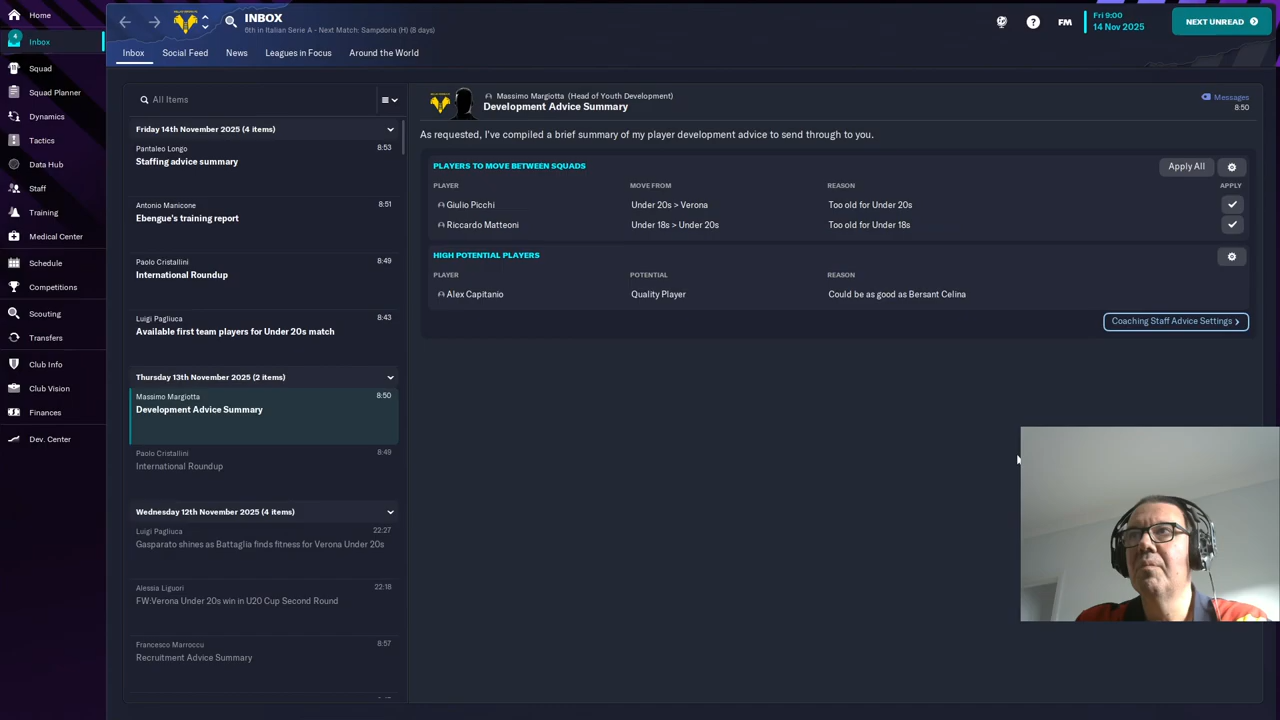 Home
INBOX
6th in Italian Serie A - Next Match: Sampdoria (H) (8 days)
FM
Fri 9:00
14 Nov 2025
NEXT UNREAD
4
Inbox
Squad
Squad Planner
Dynamics
Tactics
Data Hub
Staff
Training
Medical Center
Schedule
Competitions
Scouting
Transfers
Club Info
Club Vision
Finances
Dev. Center
Inbox
Social Feed
News
Leagues in Focus
Around the World
All Items
Friday 14th November 2025 (4 items)
Pantaleo Longo
8:53
Staffing advice summary
Antonio Manicone
8:51
Ebengue's training report
Paolo Cristallini
8:49
International Roundup
Luigi Pagliuca
8:43
Available first team players for Under 20s match
Thursday 13th November 2025 (2 items)
Massimo Margiotta
8:50
Development Advice Summary
Paolo Cristallini
8:49
International Roundup
Wednesday 12th November 2025 (4 items)
Luigi Pagliuca
22:27
Gasparato shines as Battaglia finds fitness for Verona Under 20s
Alessia Liguori
22:18
FW:Verona Under 20s win in U20 Cup Second Round
Francesco Marroccu
8:57
Recruitment Advice Summary
Massimo Margiotta (Head of Youth Development)
Development Advice Summary
Messages
8:50
As requested, I've compiled a brief summary of my player development advice to send through to you.
PLAYERS TO MOVE BETWEEN SQUADS
Apply All
PLAYER MOVE FROM REASON APPLY
Giulio Picchi Under 20s > Verona Too old for Under 20s
Riccardo Matteoni Under 18s > Under 20s Too old for Under 18s
HIGH POTENTIAL PLAYERS
PLAYER POTENTIAL REASON
Alex Capitanio Quality Player Could be as good as Bersant Celina
Coaching Staff Advice Settings >